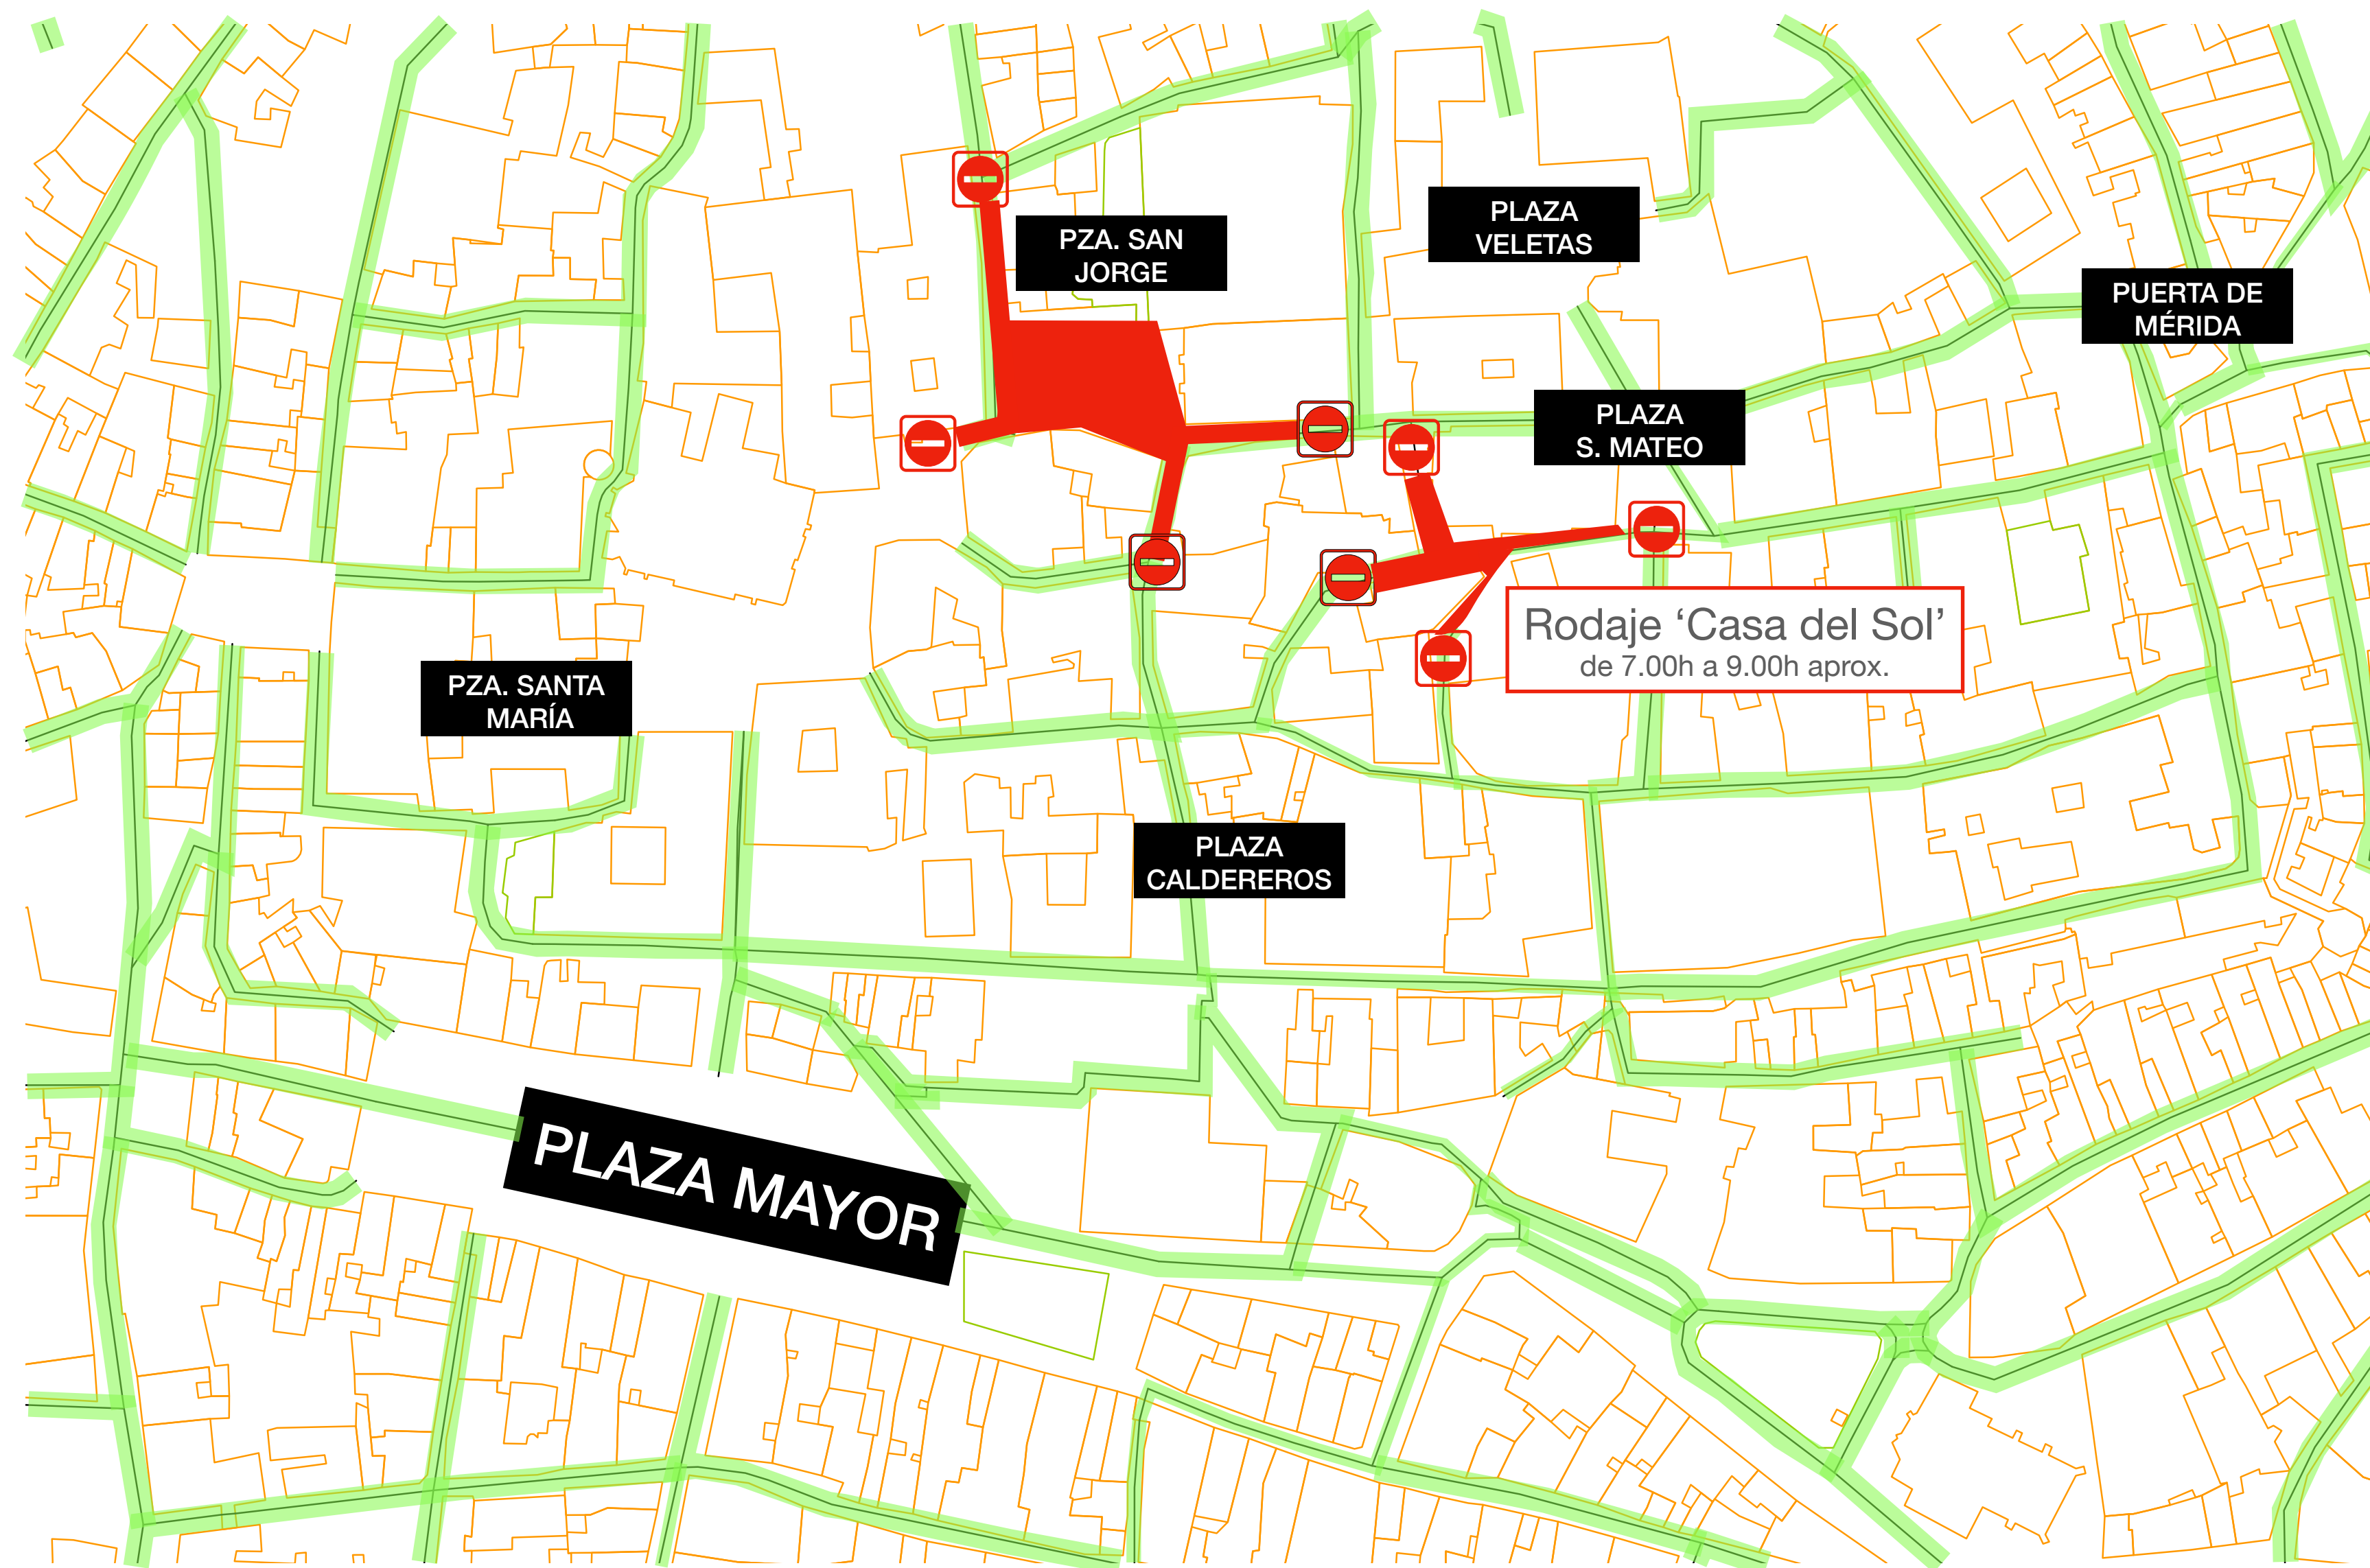 PZA. SAN
JORGE
PLAZA
VELETAS
PUERTA DE
MÉRIDA
PLAZA
S. MATEO
Rodaje ‘Casa del Sol’
de 7.00h a 9.00h aprox.
PZA. SANTA
MARÍA
PLAZA
CALDEREROS
PLAZA MAYOR